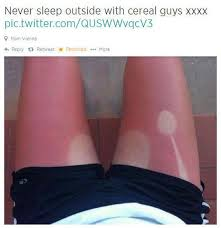 Never sleep outside with cereal guys xxxx
pic.twitter.com/QUSWWvqcV3
Reply Retweet Favorited More